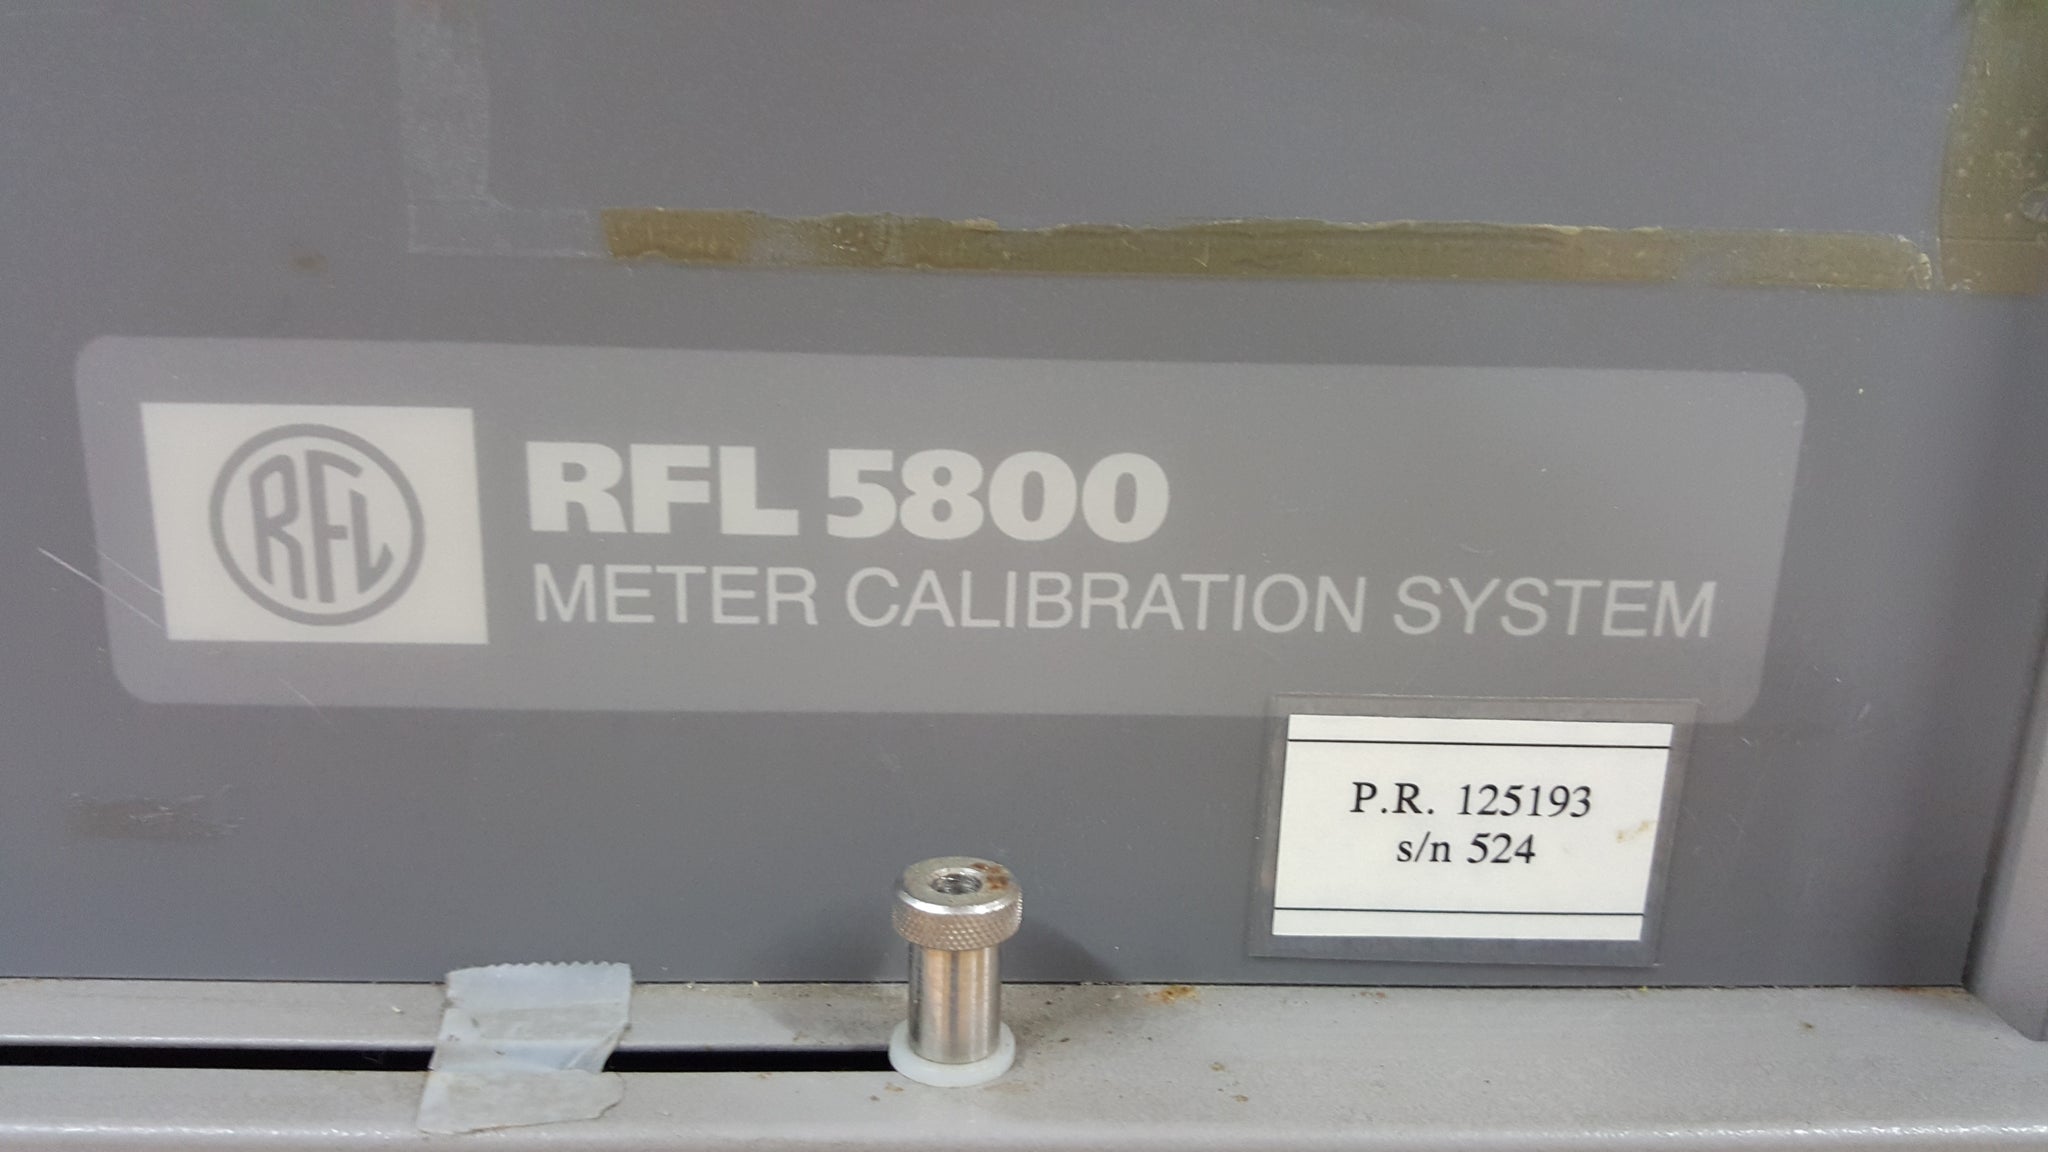 RFL
RFL 5800
METER CALIBRATION SYSTEM
P.R. 125193
s/n 524